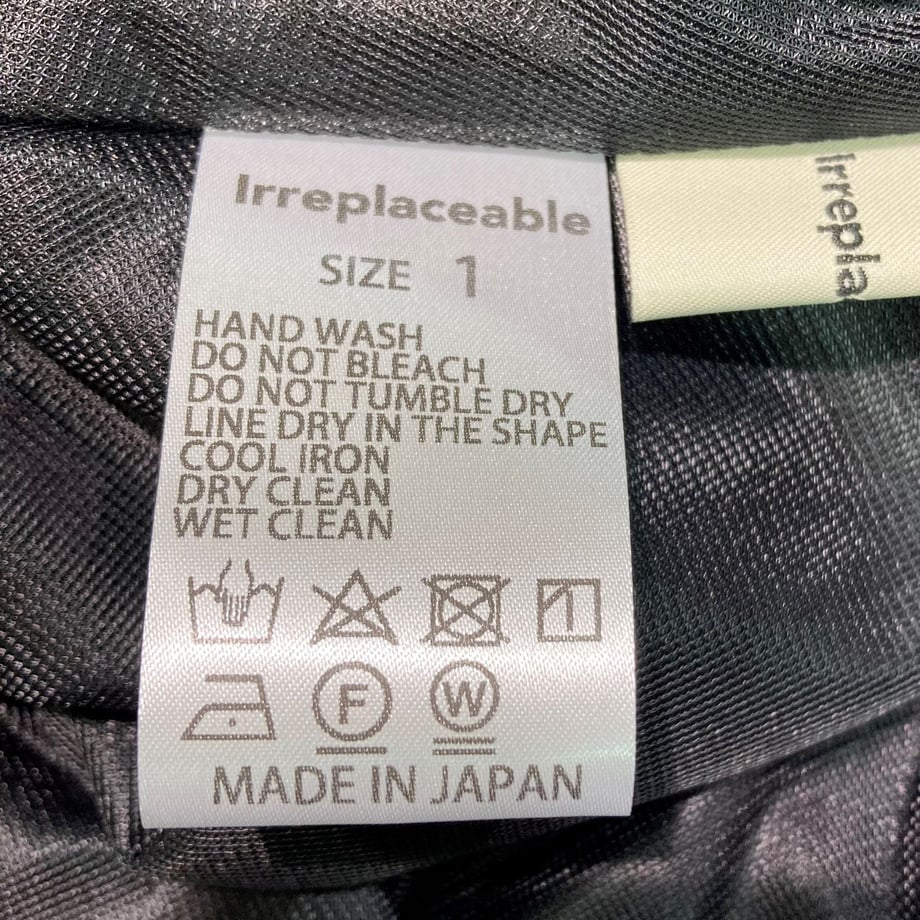 Irreplaceable
SIZE 1
HAND WASH
DO NOT BLEACH
DO NOT TUMBLE DRY
LINE DRY IN THE SHAPE
COOL IRON
DRY CLEAN
WET CLEAN
F W
MADE IN JAPAN
Irrepla